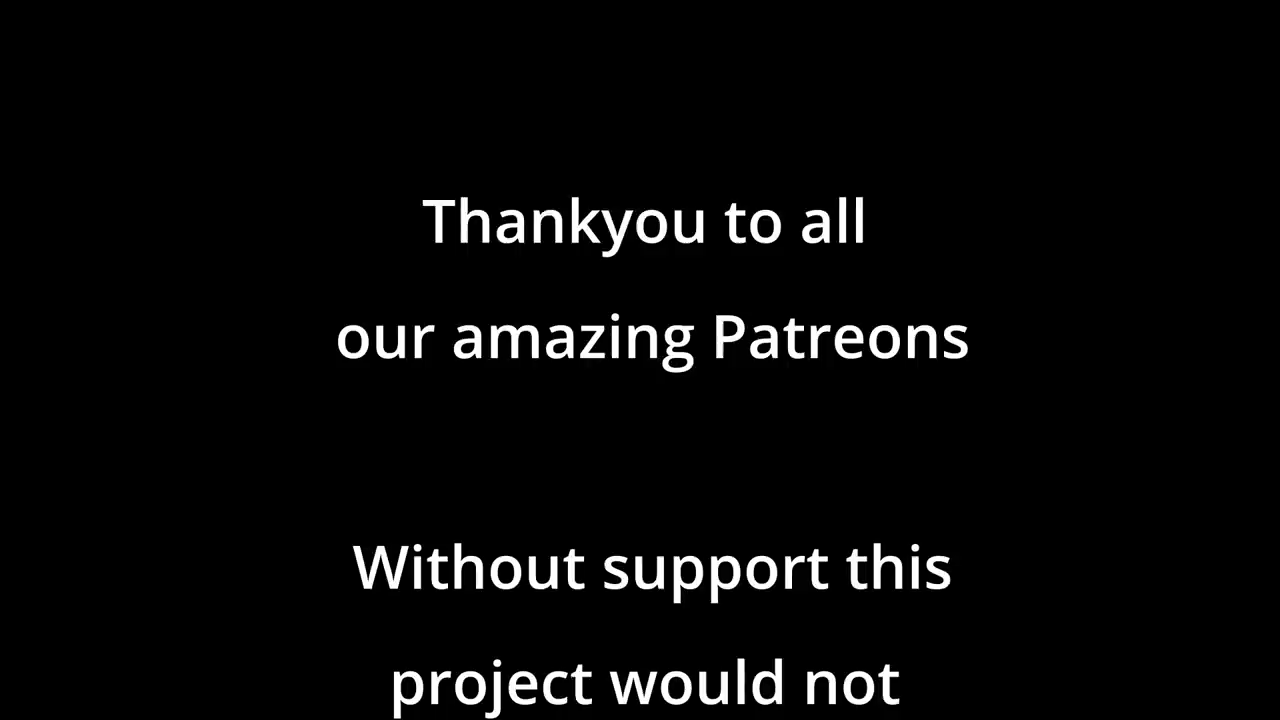 Thankyou to all
our amazing Patreons
Without support this
project would not